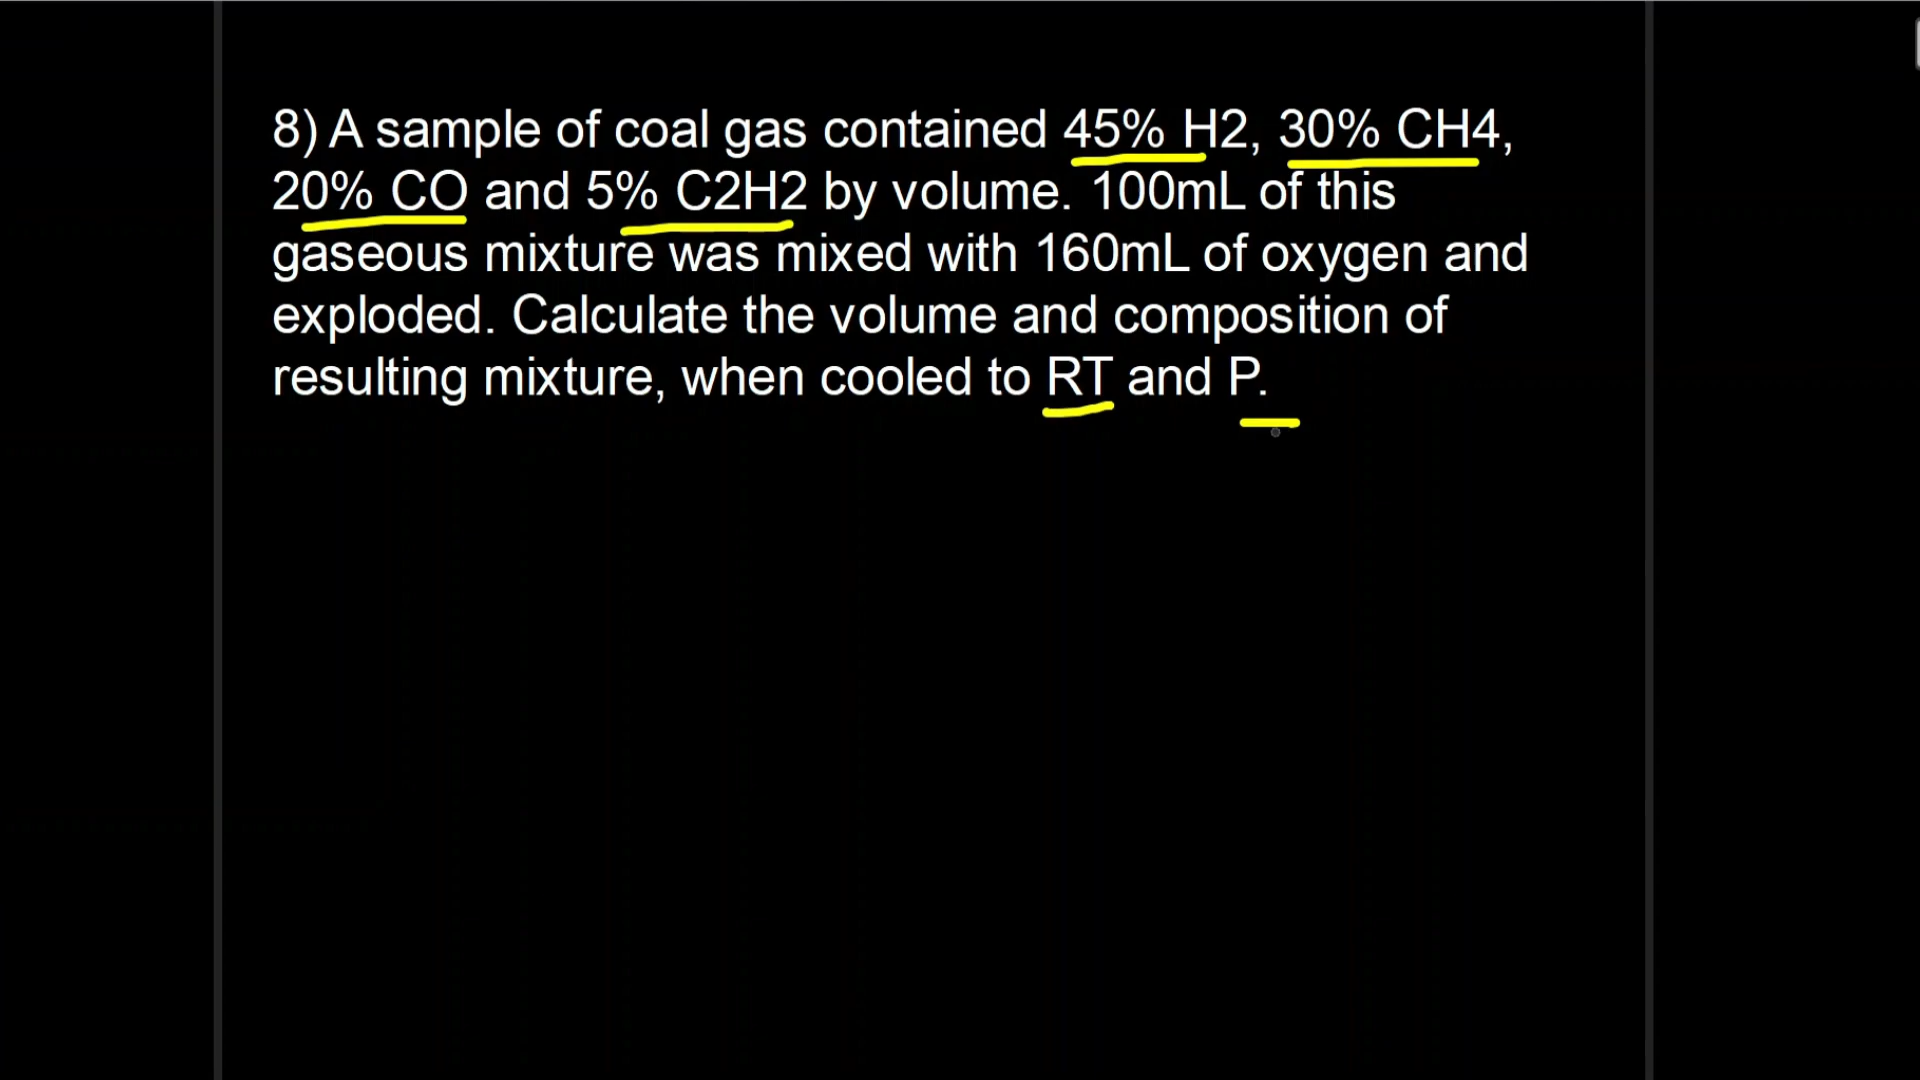 8) A sample of coal gas contained 45% H2, 30% CH4,
20% CO and 5% C2H2 by volume. 100mL of this
gaseous mixture was mixed with 160mL of oxygen and
exploded. Calculate the volume and composition of
resulting mixture, when cooled to RT and P.